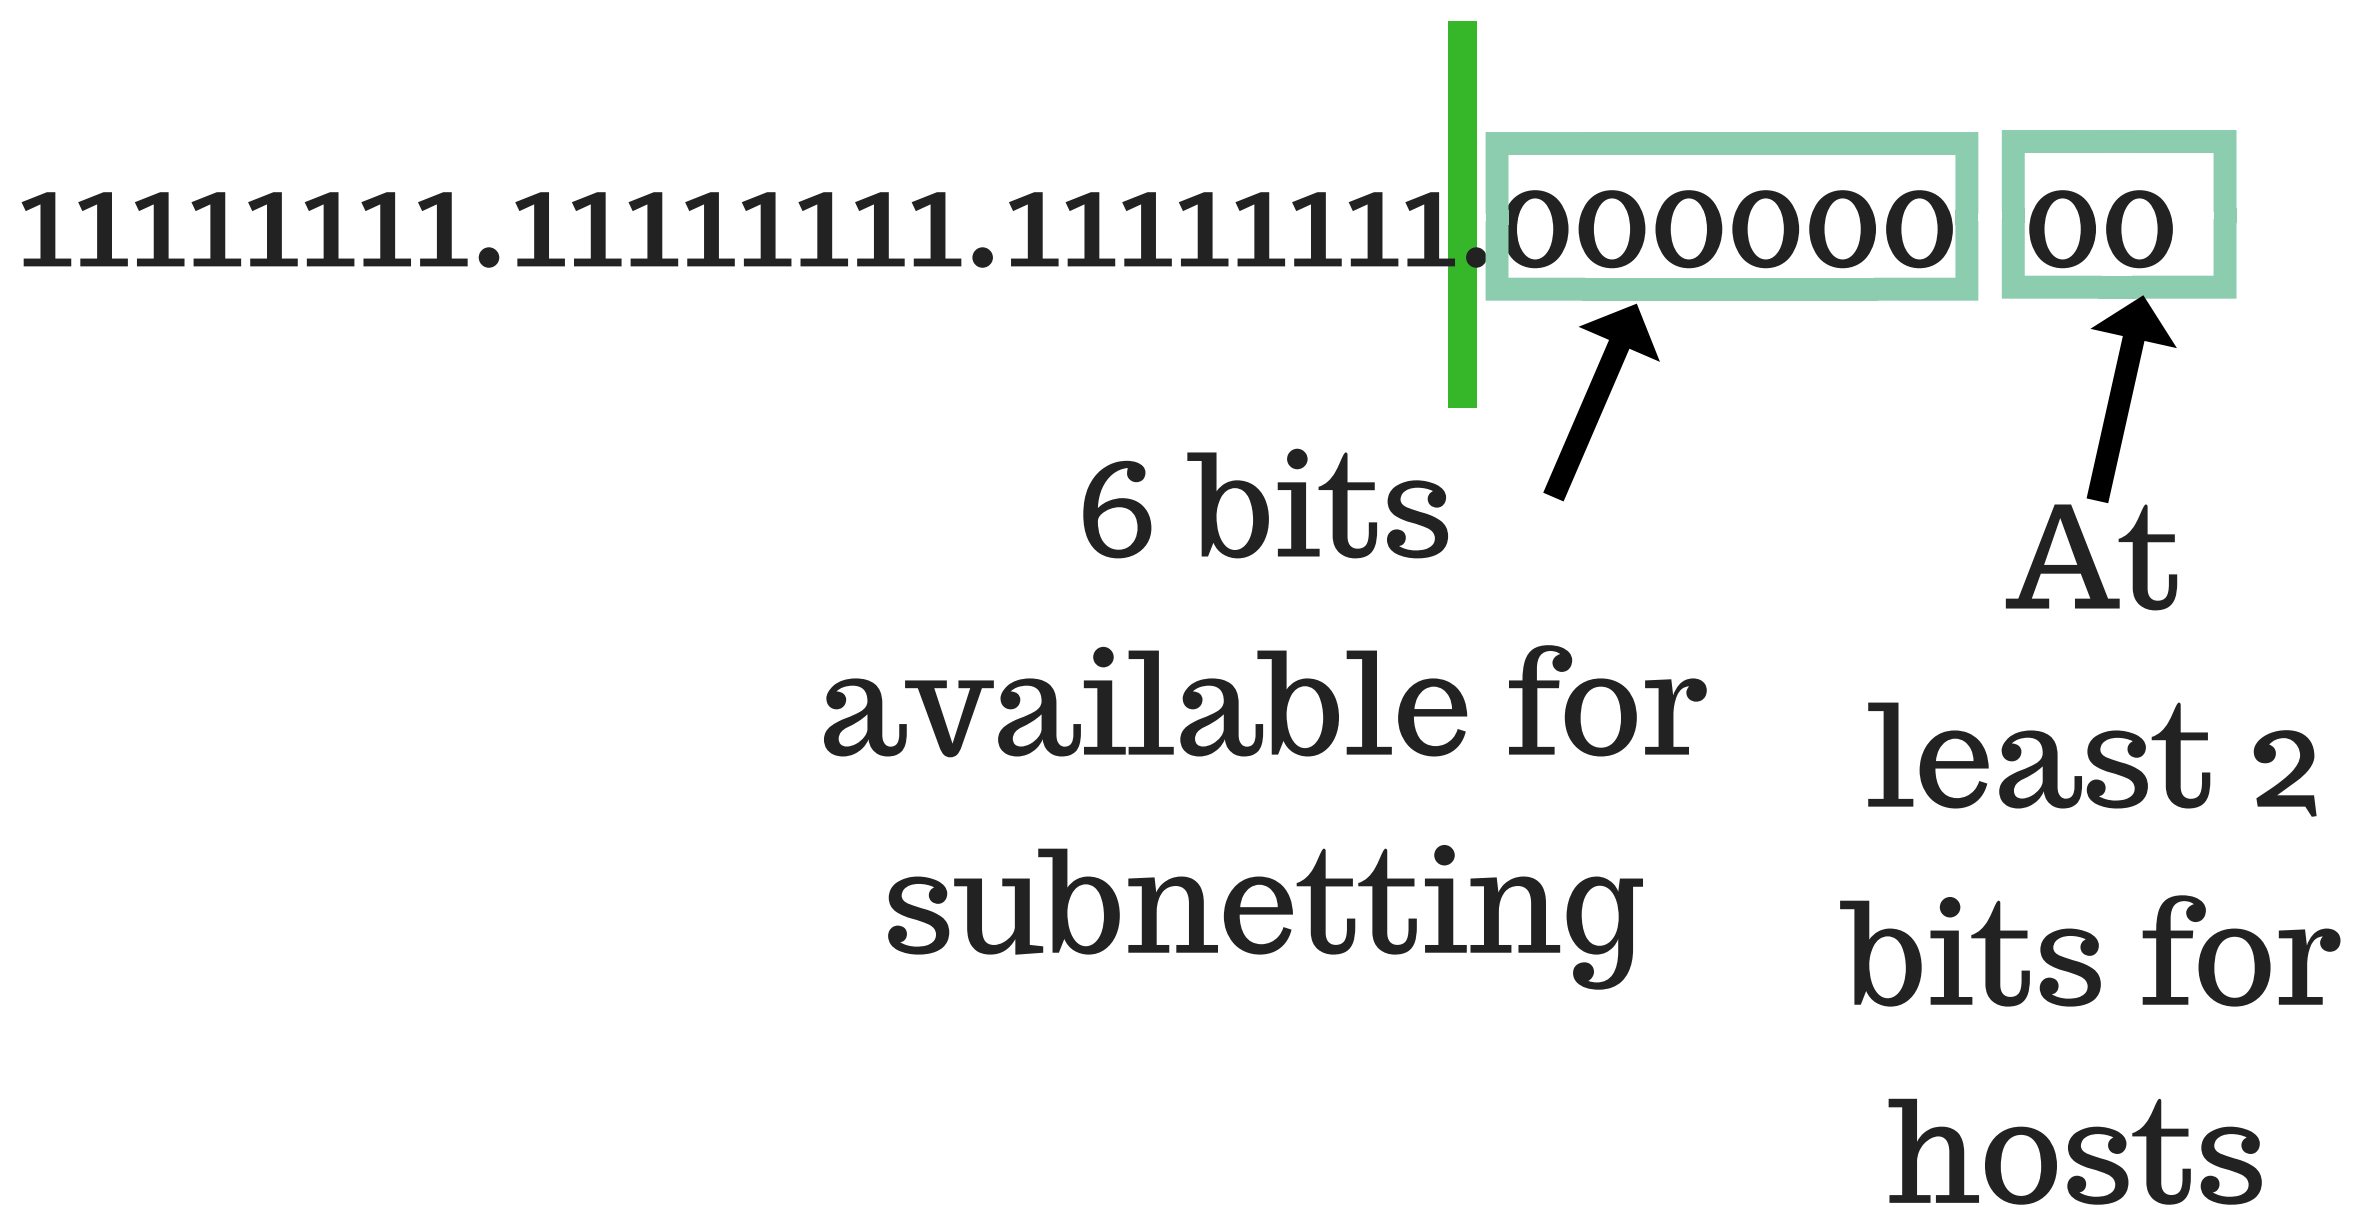 11111111.11111111.11111111.000000 00
6 bits
available for
subnetting
At
least 2
bits for
hosts